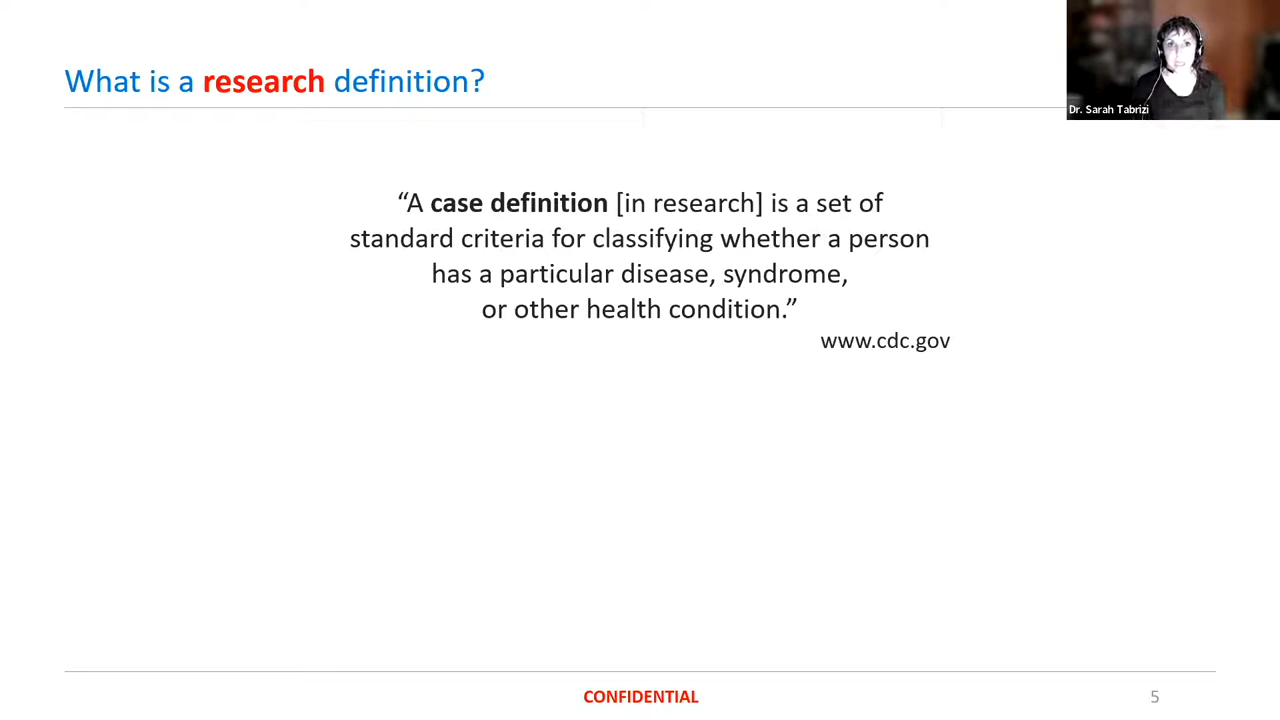 What is a research definition?
Dr. Sarah Tabrizi
“A case definition [in research] is a set of
standard criteria for classifying whether a person
has a particular disease, syndrome,
or other health condition.”
www.cdc.gov
CONFIDENTIAL
5